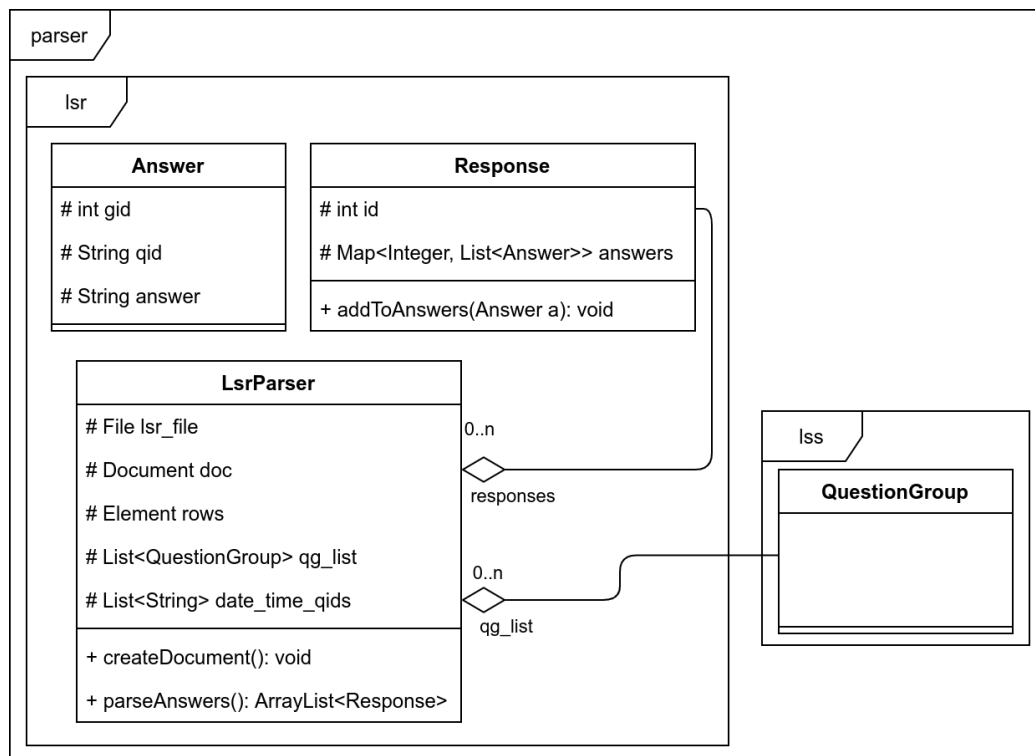 parser
lsr
Answer
# int gid
# String qid
# String answer
Response
# int id
# Map<Integer, List<Answer>> answers
+ addToAnswers(Answer a): void
LsrParser
# File lsr_file
# Document doc
# Element rows
# List<QuestionGroup> qg_list
# List<String> date_time_qids
+ createDocument(): void
+ parseAnswers(): ArrayList<Response>
0..n
responses
0..n
qg_list
lss
QuestionGroup